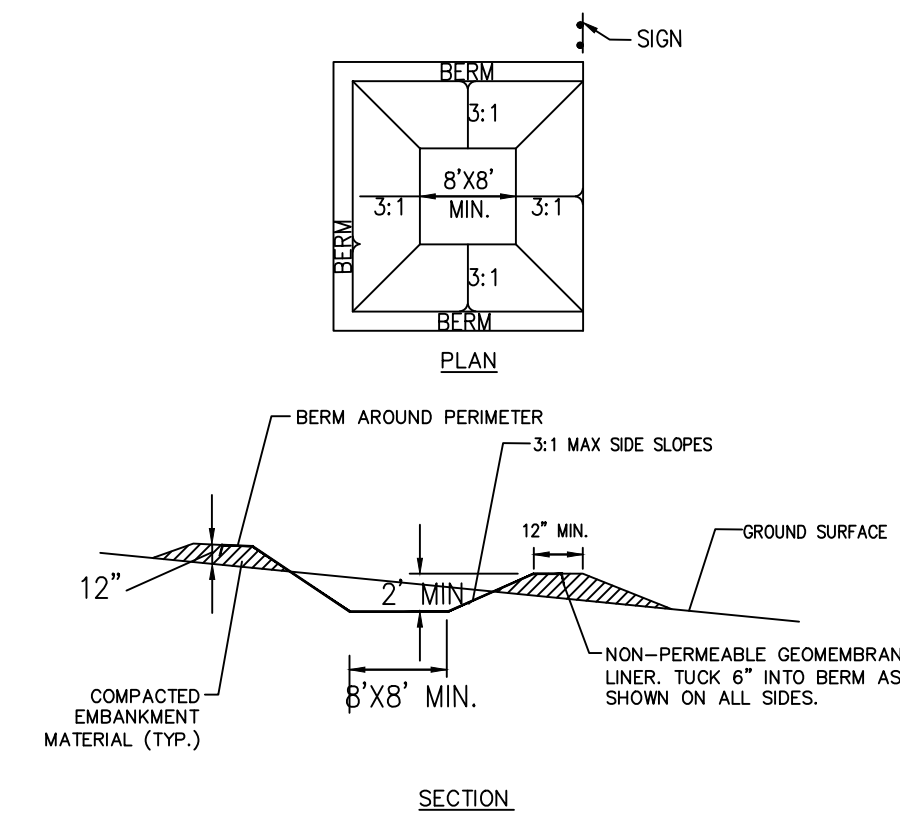 SIGN
BERM
3:1
8'X8'
MIN.
3:1
3:1
BERM
3:1
BERM
PLAN
BERM AROUND PERIMETER
3:1 MAX SIDE SLOPES
12" MIN.
GROUND SURFACE
12"
2' MIN
8'X8' MIN.
NON-PERMEABLE GEOMEMBRAN
LINER. TUCK 6" INTO BERM AS
SHOWN ON ALL SIDES.
COMPACTED
EMBANKMENT
MATERIAL (TYP.)
SECTION